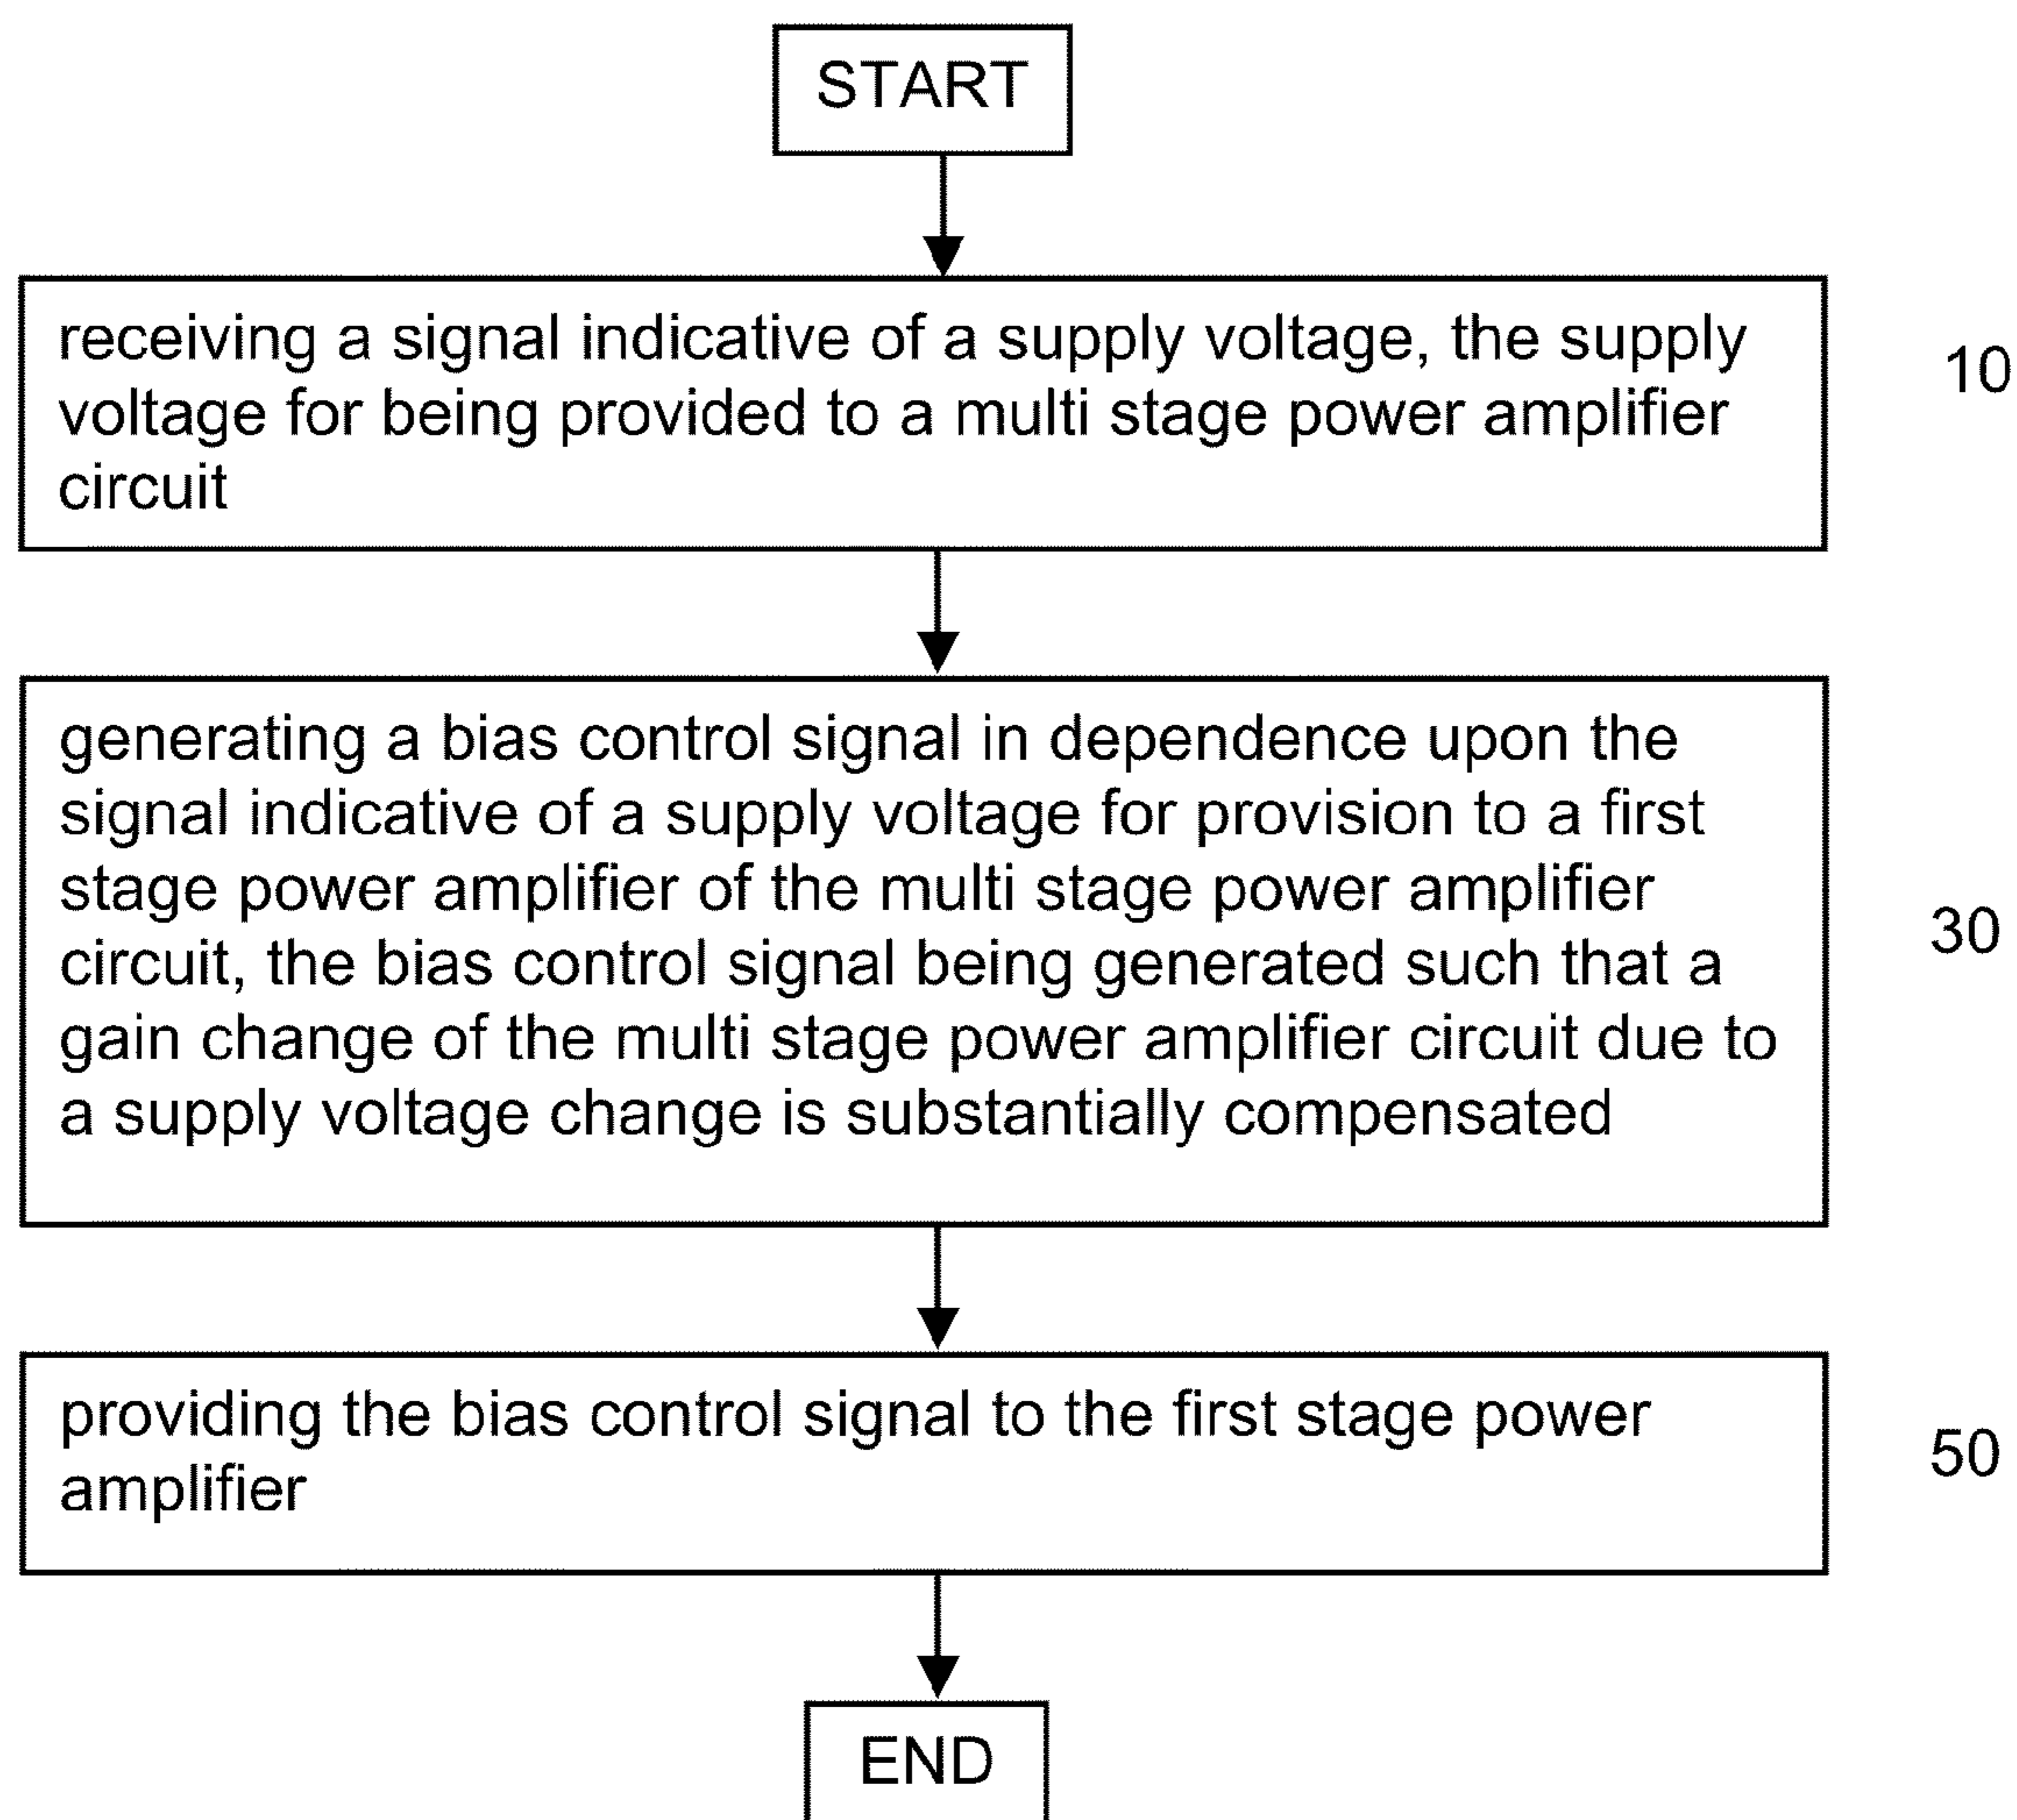 START
receiving a signal indicative of a supply voltage, the supply
voltage for being provided to a multi stage power amplifier
circuit
10
generating a bias control signal in dependence upon the
signal indicative of a supply voltage for provision to a first
stage power amplifier of the multi stage power amplifier
circuit, the bias control signal being generated such that a
gain change of the multi stage power amplifier circuit due to
a supply voltage change is substantially compensated
30
providing the bias control signal to the first stage power
amplifier
50
END